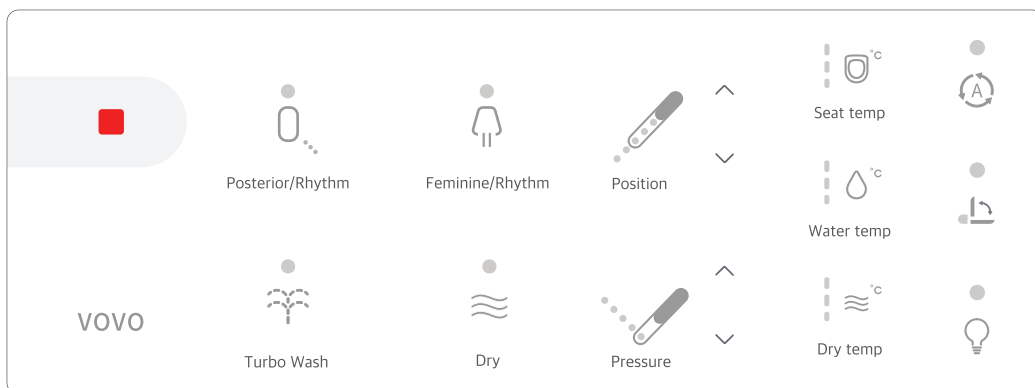 °C
Seat temp
A
Posterior/Rhythm
Feminine/Rhythm
Position
°C
Water temp
VOVO
Turbo Wash
Dry
Pressure
°C
Dry temp